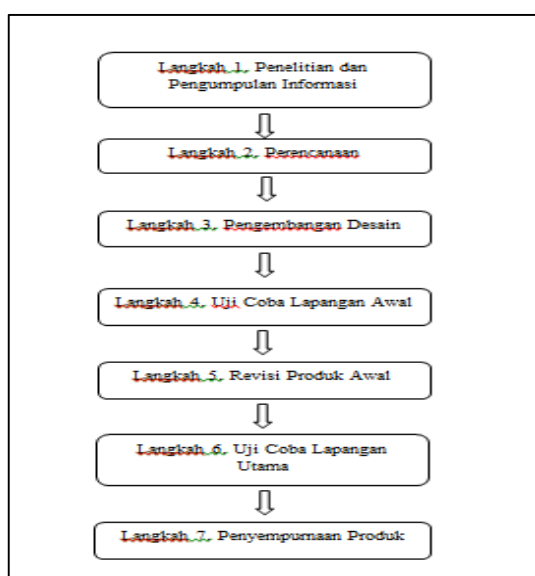 Langkah 1. Penelitian dan
Pengumpulan Informasi
Langkah 2. Perencanaan
Langkah 3. Pengembangan Desain
Langkah 4. Uji Coba Lapangan Awal
Langkah 5. Revisi Produk Awal
Langkah 6. Uji Coba Lapangan
Utama
Langkah 7. Penyempurnaan Produk